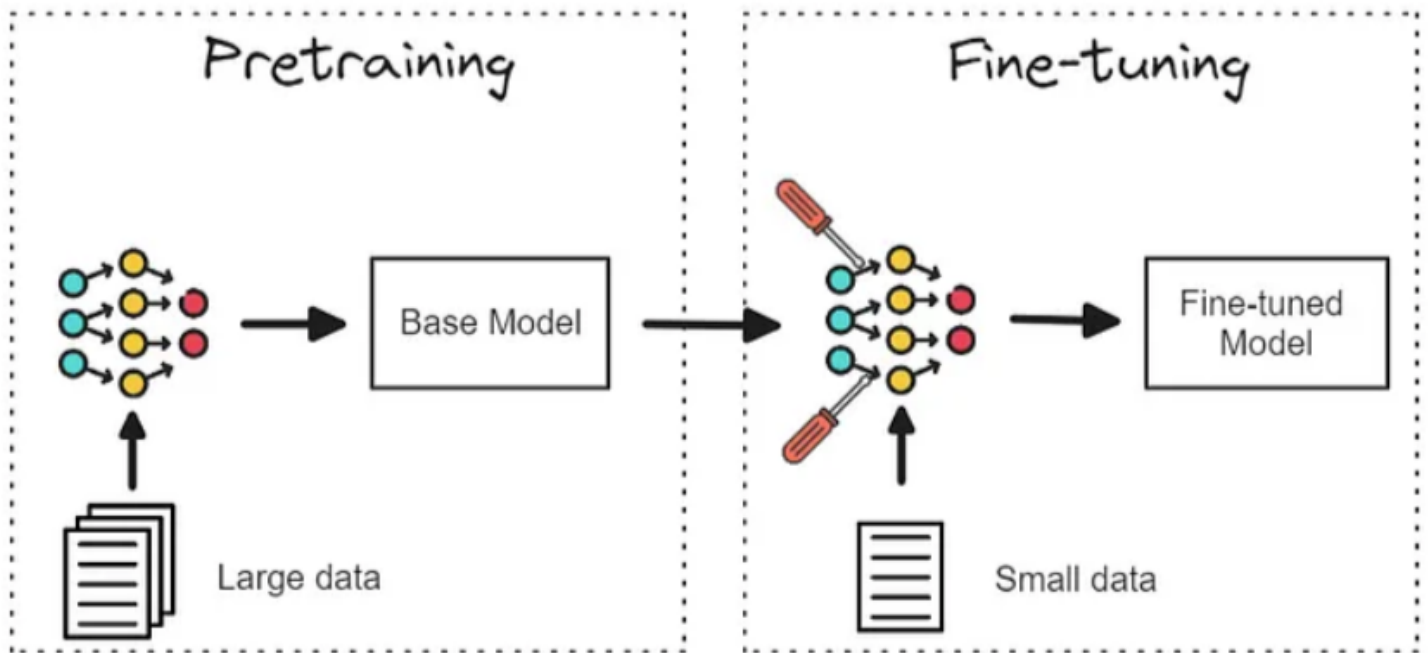 Pretraining
Base Model
Large data
Fine-tuning
Fine-tuned
Model
Small data